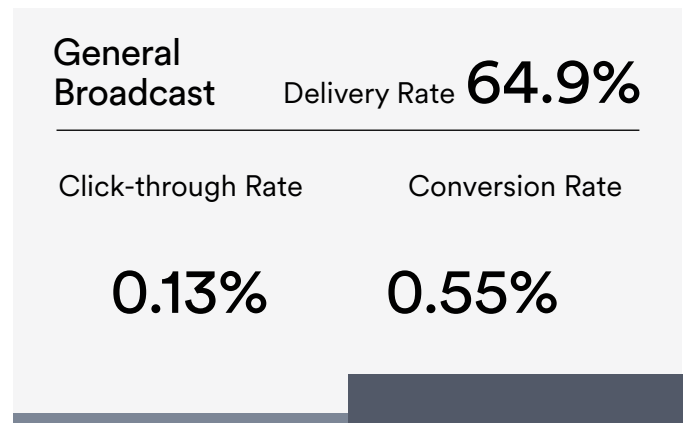 General
Broadcast
Delivery Rate 64.9%
Click-through Rate
Conversion Rate
0.13%
0.55%